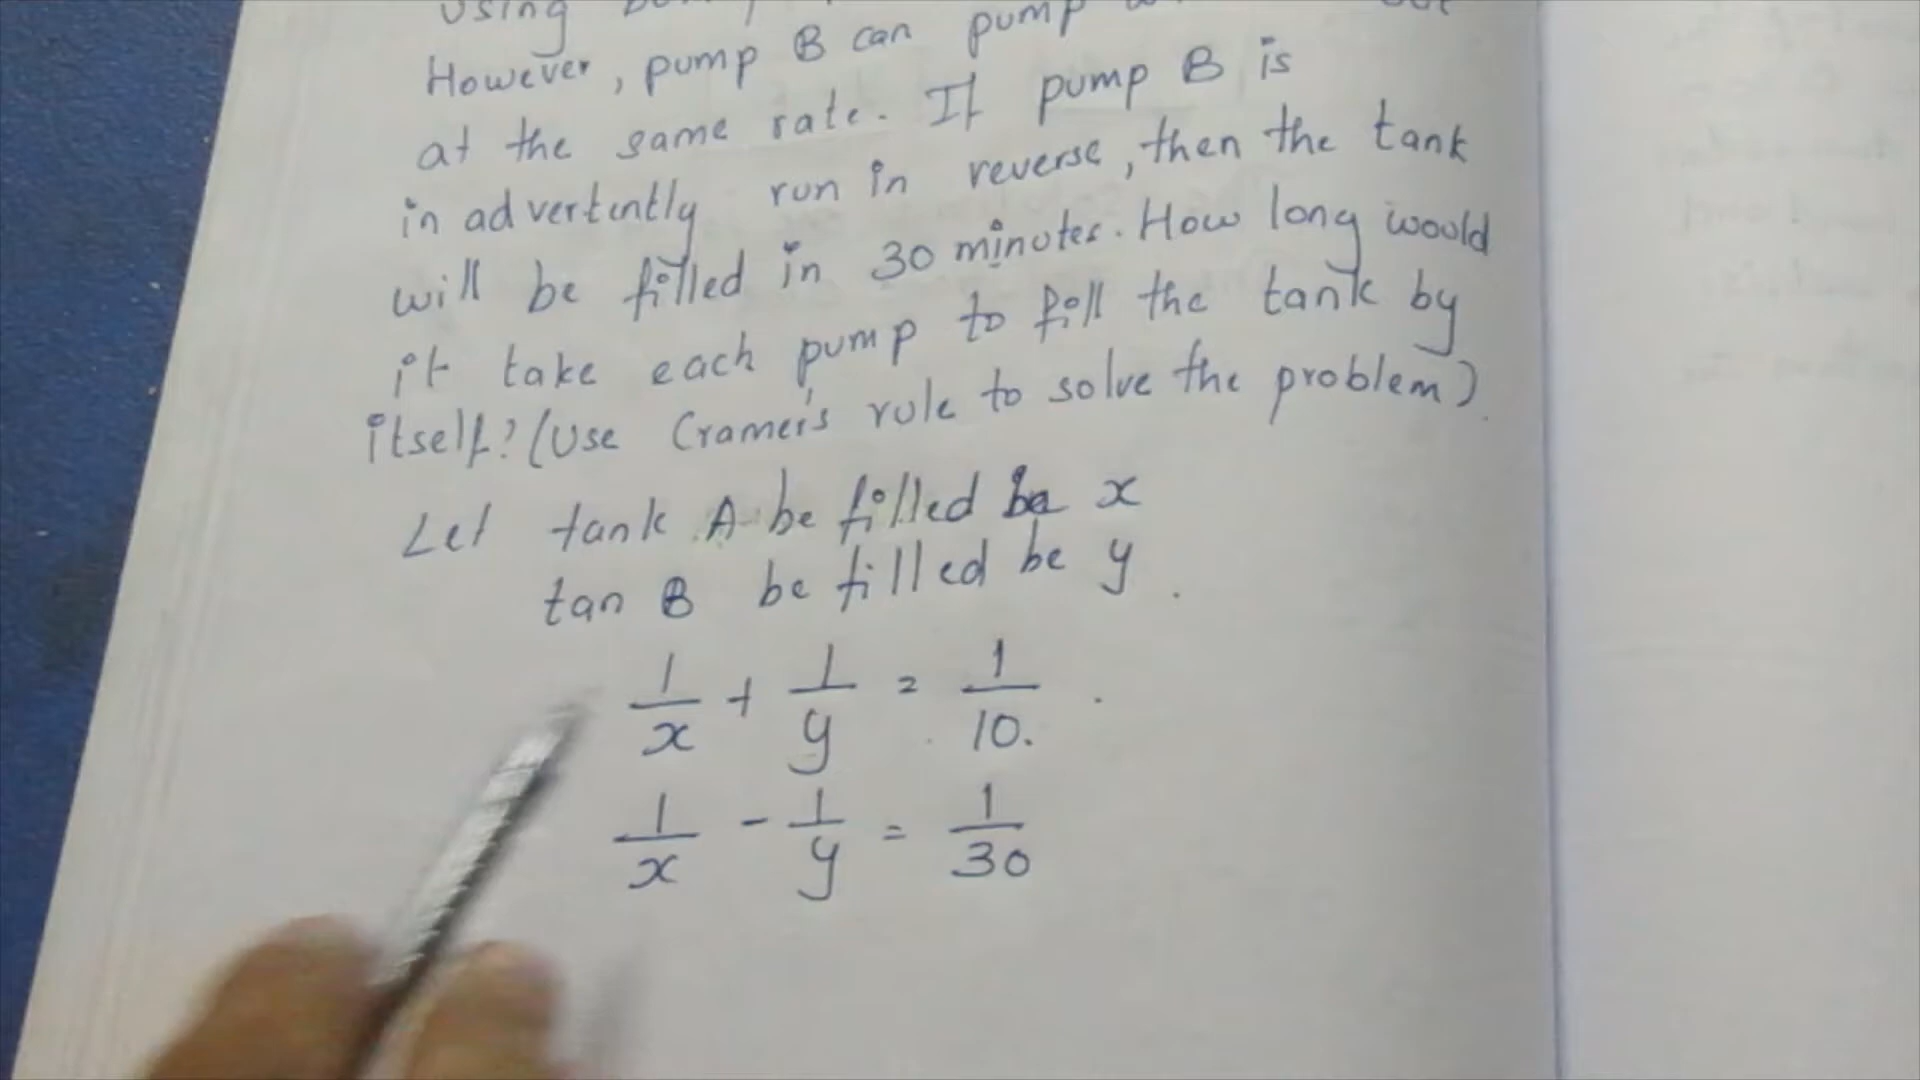 using
However, pump B can pump
at the same rate. If pump B is
in advertently run in reverse, then the tank
will be filled in 30 minutes. How long would
it take each pump to fill the tank by
itself? (Use Cramer's rule to solve the problem).
Let tank A be filled be x
tan B be filled be y.
1/x + 1/y = 1/10.
1/x - 1/y = 1/30